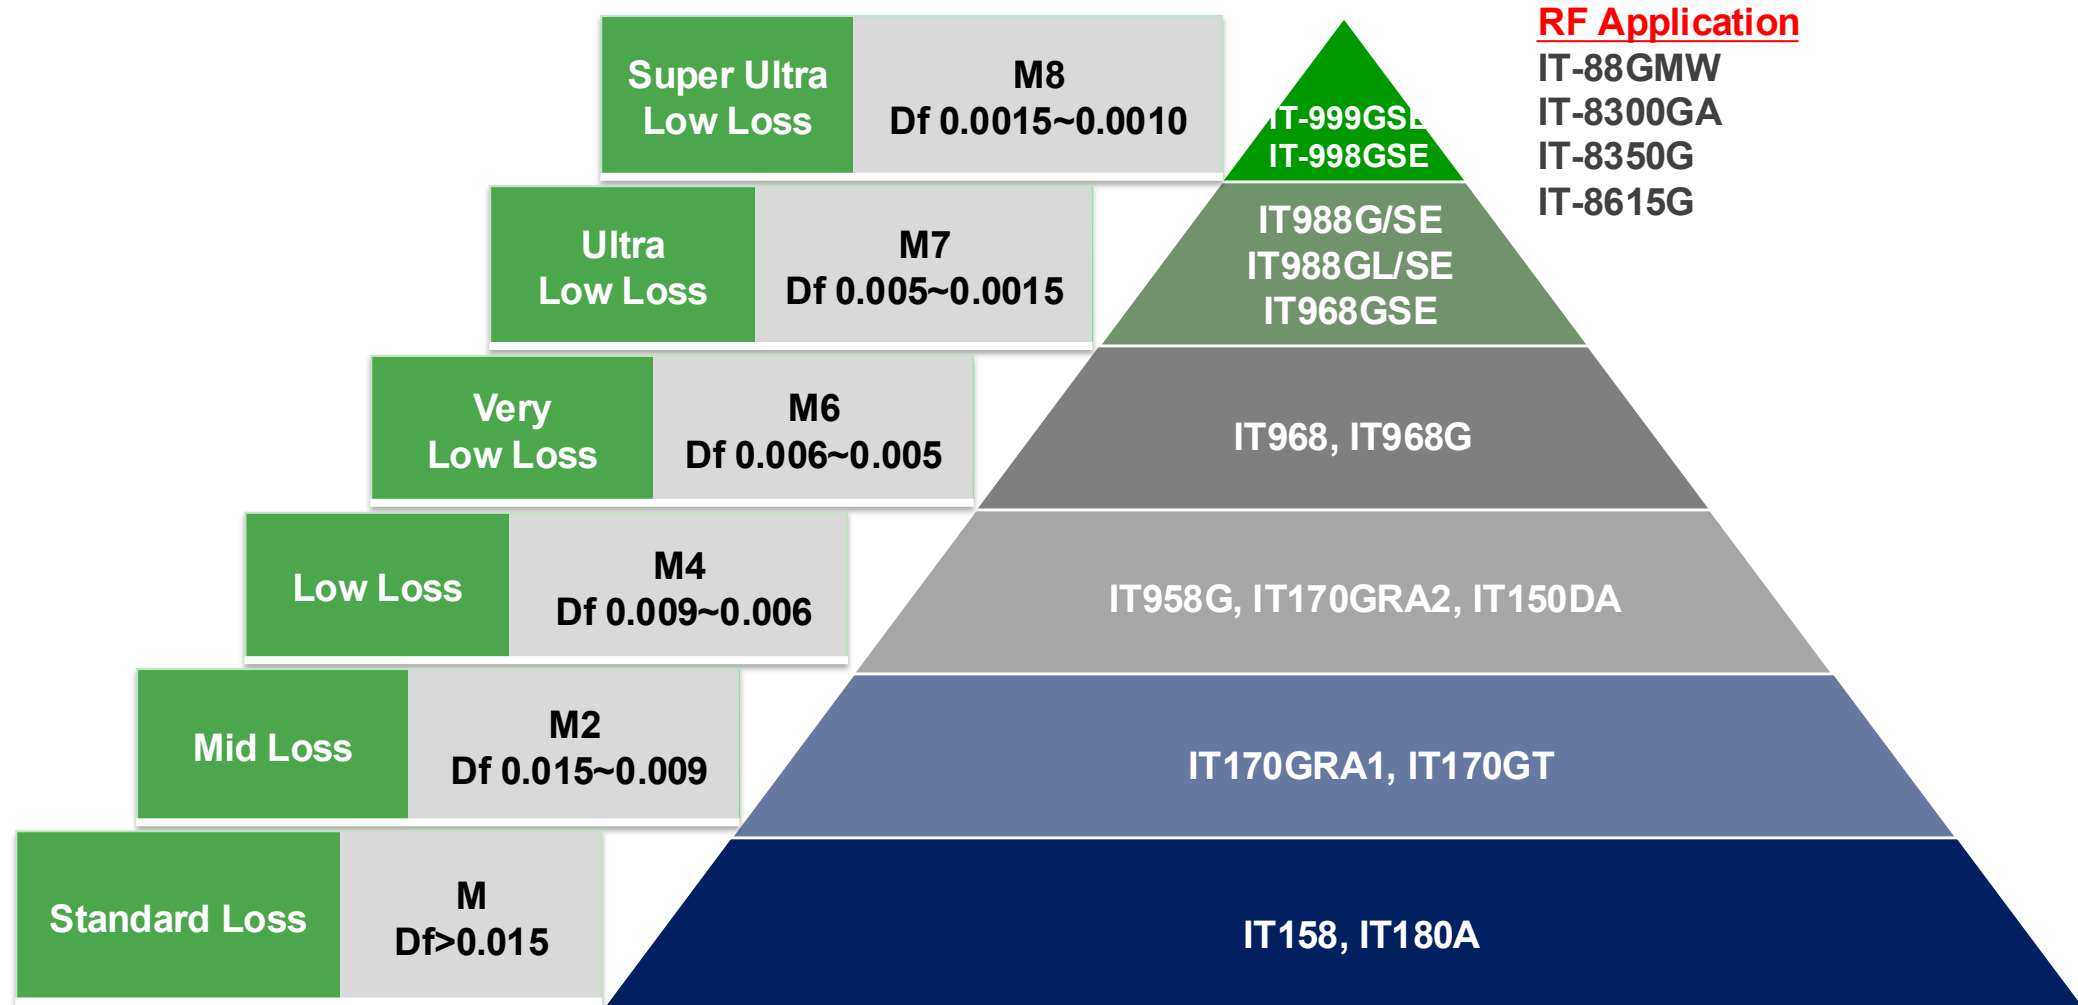 Super Ultra
Low Loss
M8
Df 0.0015~0.0010
IT-999GSE
IT-998GSE
RF Application
IT-88GMW
IT-8300GA
IT-8350G
IT-8615G
Ultra
Low Loss
M7
Df 0.005~0.0015
IT988G/SE
IT988GL/SE
IT968GSE
Very
Low Loss
M6
Df 0.006~0.005
IT968, IT968G
Low Loss
M4
Df 0.009~0.006
IT958G, IT170GRA2, IT150DA
Mid Loss
M2
Df 0.015~0.009
IT170GRA1, IT170GT
Standard Loss
M
Df>0.015
IT158, IT180A